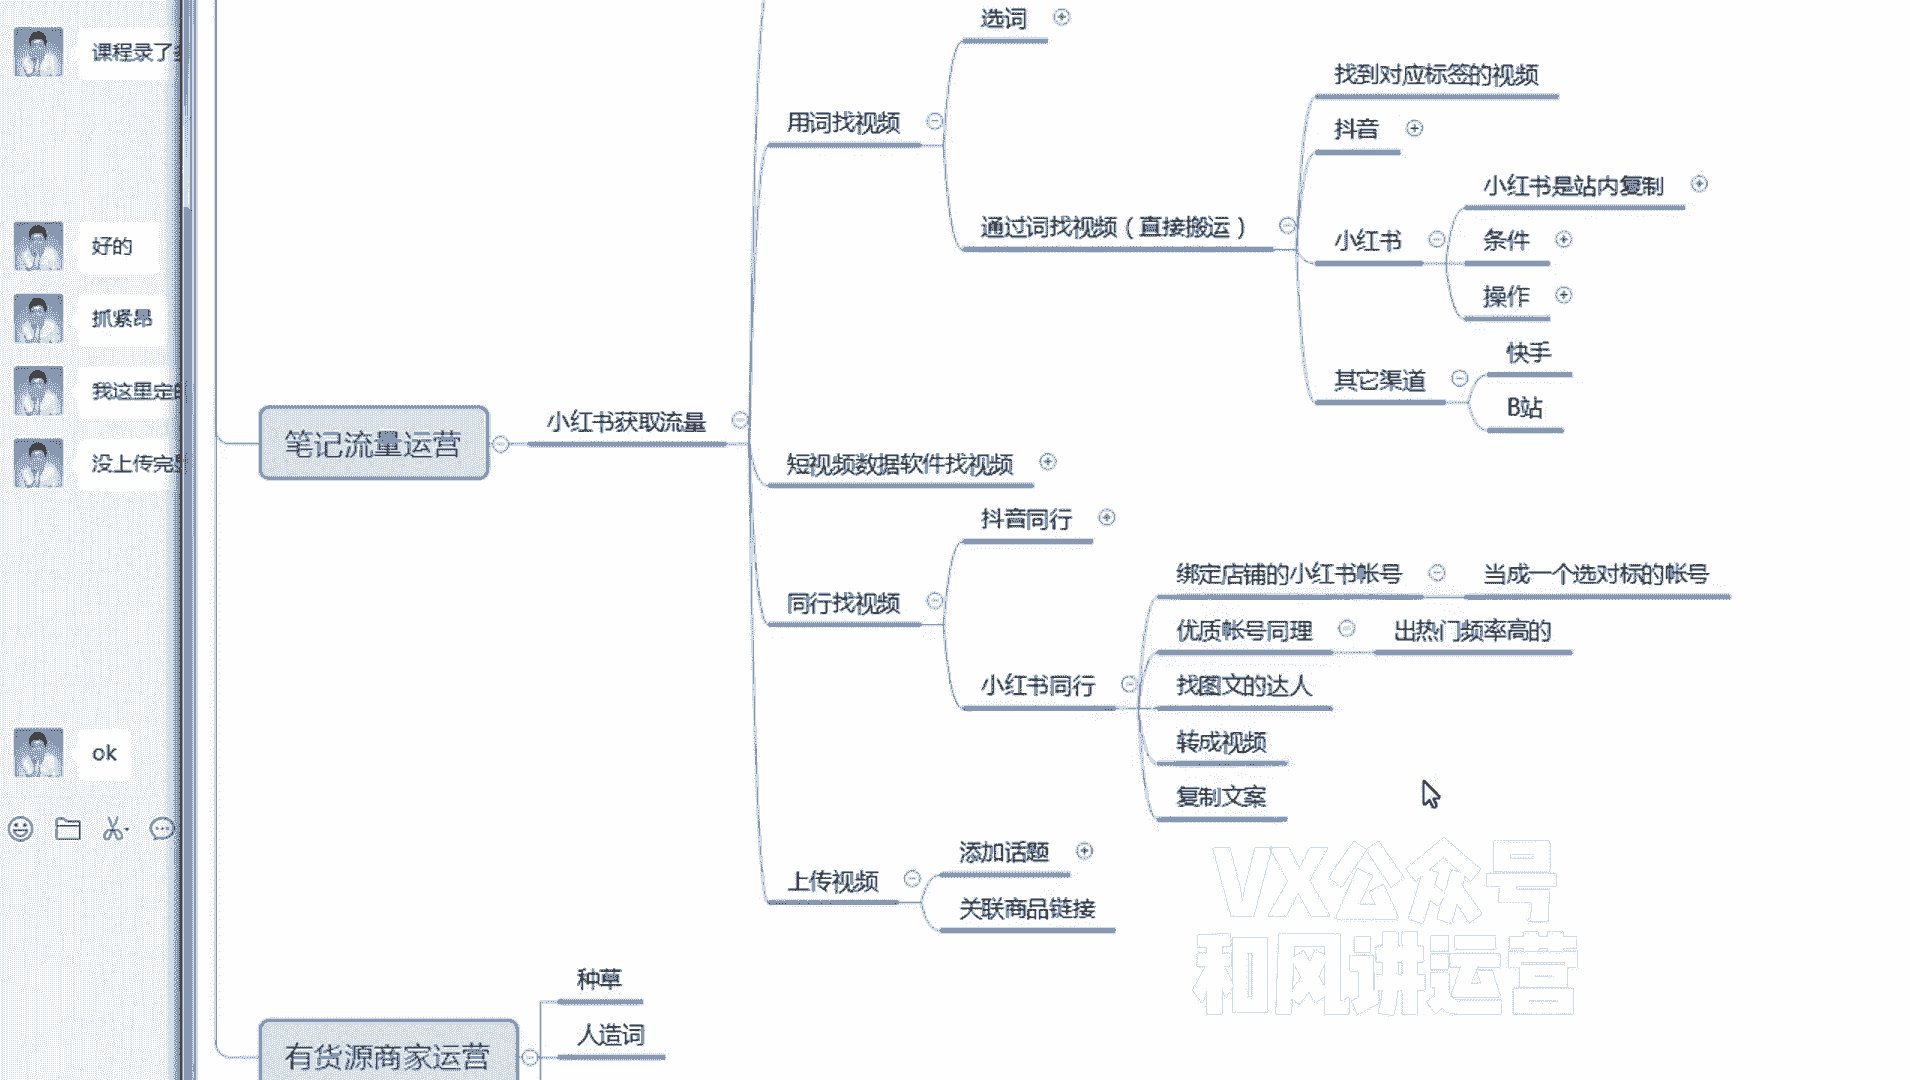 课程录了
好的
抓紧昂
我这里定
没上传完
ok
选词
找到对应标签的视频
抖音
用词找视频
小红书是站内复制
通过词找视频（直接搬运）
小红书
条件
操作
快手
其它渠道
B站
小红书获取流量
笔记流量运营
短视频数据软件找视频
抖音同行
绑定店铺的小红书帐号
当成一个选对标的帐号
同行找视频
优质帐号同理
出热门频率高的
小红书同行
找图文的达人
转成视频
复制文案
添加话题
上传视频
关联商品链接
VX公众号
和风讲运营
种草
人造词
有货源商家运营